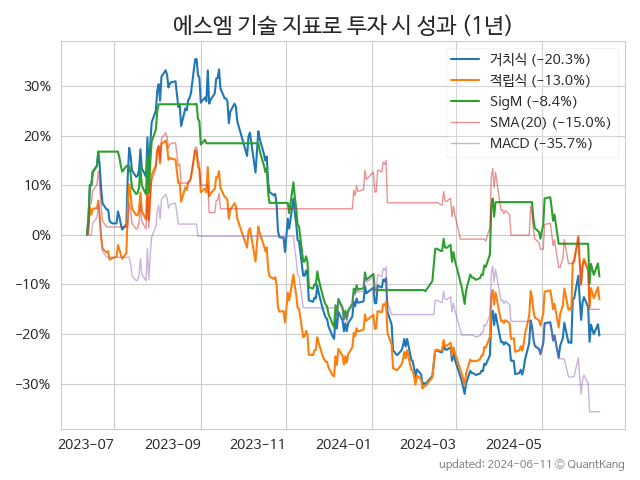 에스엠 기술 지표로 투자 시 성과 (1년)
거치식 (−20.3%)
적립식 (−13.0%)
SigM (−8.4%)
SMA(20) (−15.0%)
MACD (−35.7%)
30%
20%
10%
0%
−10%
−20%
−30%
2023-07 2023-09 2023-11 2024-01 2024-03 2024-05
updated: 2024-06-11 © QuantKang